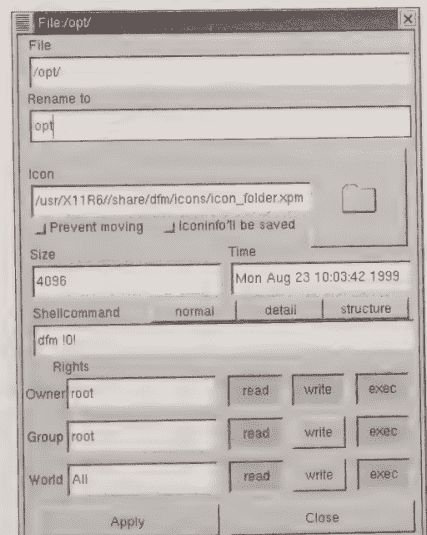 File:/opt/
File
/opt/
Rename to
opt
Icon
/usr/X11R6//share/dfm/icons/icon_folder.xpm
Prevent moving Iconinfo'll be saved
Size Time
4096 Mon Aug 23 10:03:42 1999
Shellcommand normal detail structure
dfm !0!
Rights
Owner root read write exec
Group root read write exec
World All read write exec
Apply Close